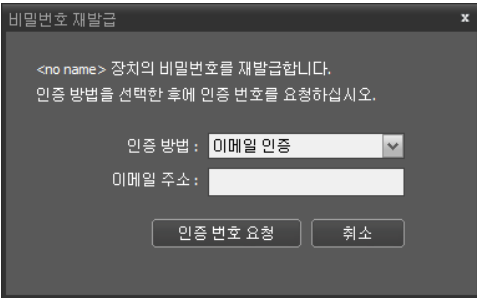 비밀번호 재발급 x
<no name> 장치의 비밀번호를 재발급합니다.
인증 방법을 선택한 후에 인증 번호를 요청하십시오.
인증 방법 : 이메일 인증
이메일 주소 :
인증 번호 요청 취소